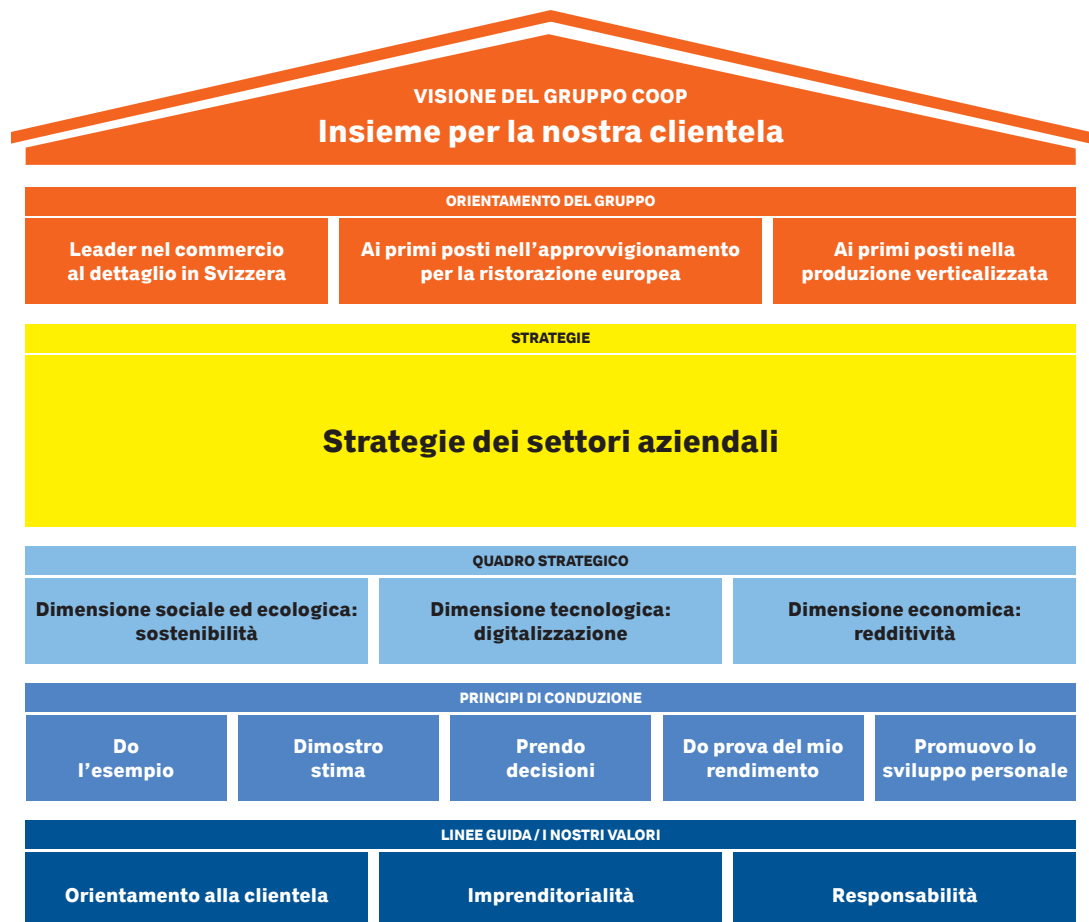 VISIONE DEL GRUPPO COOP
Insieme per la nostra clientela
ORIENTAMENTO DEL GRUPPO
Leader nel commercio
al dettaglio in Svizzera
Ai primi posti nell’approvvigionamento
per la ristorazione europea
Ai primi posti nella
produzione verticalizzata
STRATEGIE
Strategie dei settori aziendali
QUADRO STRATEGICO
Dimensione sociale ed ecologica:
sostenibilità
Dimensione tecnologica:
digitalizzazione
Dimensione economica:
redditività
PRINCIPI DI CONDUZIONE
Do
l’esempio
Dimostro
stima
Prendo
decisioni
Do prova del mio
rendimento
Promuovo lo
sviluppo personale
LINEE GUIDA / I NOSTRI VALORI
Orientamento alla clientela
Imprenditorialità
Responsabilità